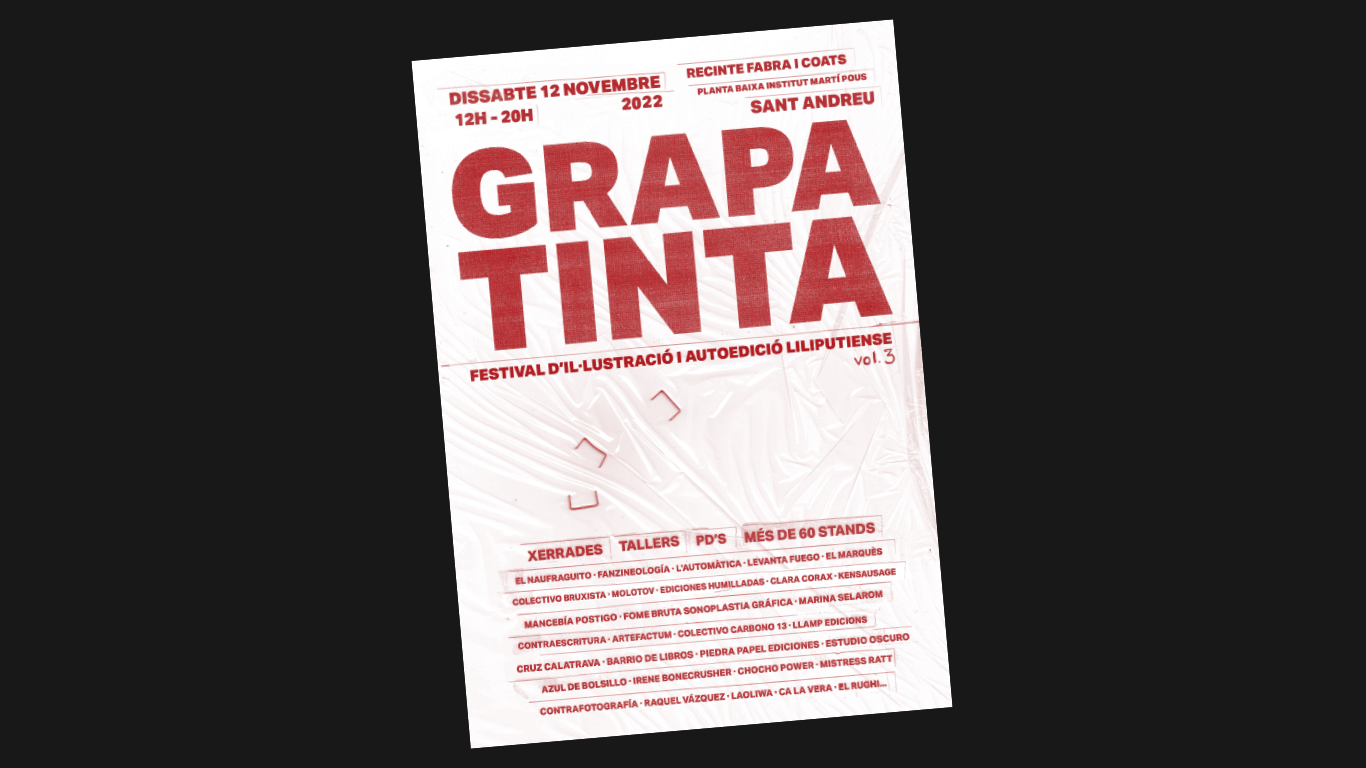 DISSABTE 12 NOVEMBRE
2022
12H - 20H
RECINTE FABRA I COATS
PLANTA BAIXA INSTITUT MARTÍ POUS
SANT ANDREU
GRAPA
TINTA
FESTIVAL D'IL·LUSTRACIÓ I AUTOEDICIÓ LILIPUTIENSE
vol. 3
XERRADES TALLERS PD'S MÉS DE 60 STANDS
EL NAUFRAGUITO · FANZINEOLOGÍA · L'AUTOMÀTICA · LEVANTA FUEGO · EL MARQUÈS
COLECTIVO BRUXISTA · MOLOTOV · EDICIONES HUMILLADAS · CLARA CORAX · KENSAUSAGE
MANCEBÍA POSTIGO · FOME BRUTA SONOPLASTIA GRÁFICA · MARINA SELAROM
CONTRAESCRITURA · ARTEFACTUM · COLECTIVO CARBONO 13 · LLAMP EDICIONS
CRUZ CALATRAVA · BARRIO DE LIBROS · PIEDRA PAPEL EDICIONES · ESTUDIO OSCURO
AZUL DE BOLSILLO · IRENE BONECRUSHER · CHOCHO POWER · MISTRESS RATT
CONTRAFOTOGRAFÍA · RAQUEL VÁZQUEZ · LAOLIWA · CA LA VERA · EL RUGHI...